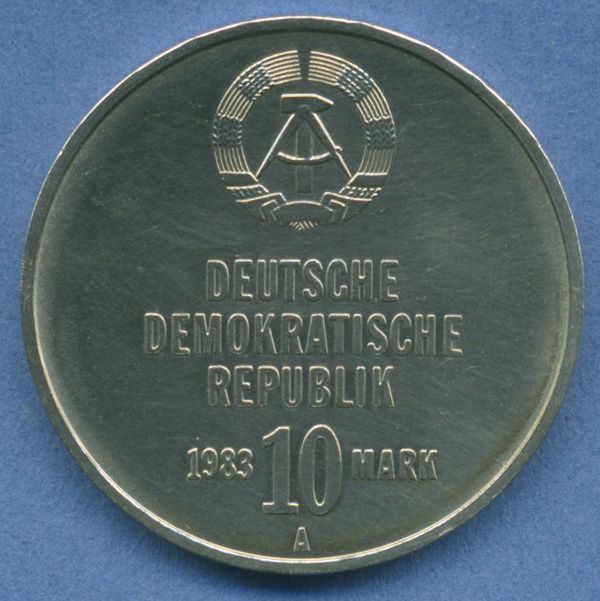 DEUTSCHE
DEMOKRATISCHE
REPUBLIK
1983 10 MARK
A